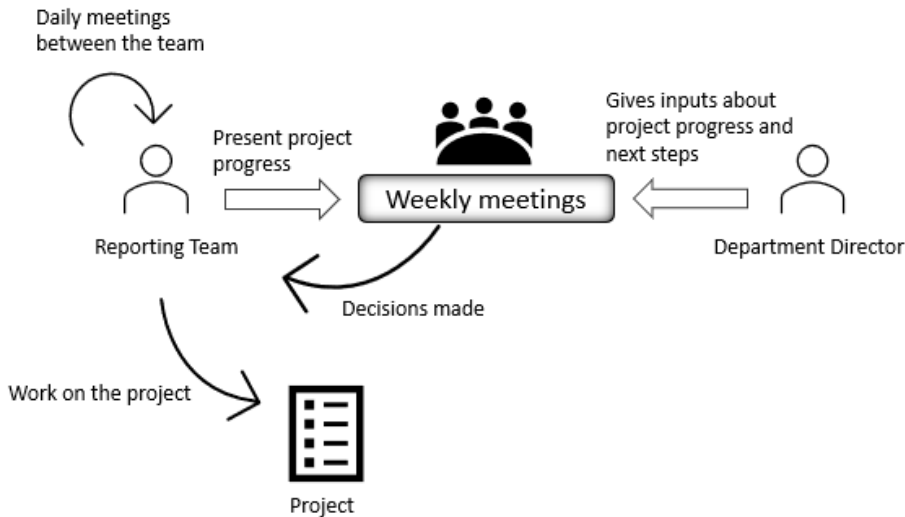 Daily meetings
between the team
Present project
progress
Gives inputs about
project progress and
next steps
Weekly meetings
Reporting Team
Department Director
Decisions made
Work on the project
Project